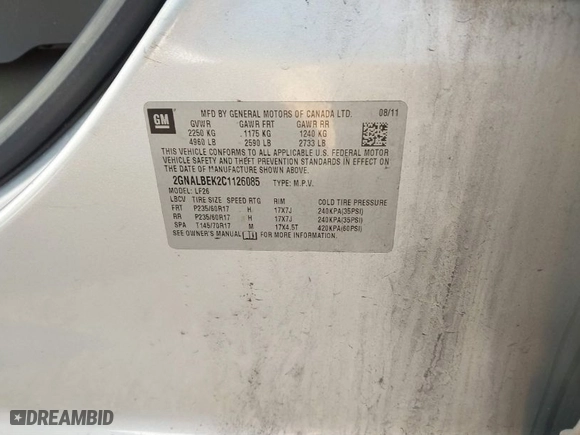 GM
MFD BY GENERAL MOTORS OF CANADA LTD. 08/11
GVWR GAWR FRT GAWR RR
2250 KG 1175 KG 1240 KG
4960 LB 2590 LB 2733 LB
THIS VEHICLE CONFORMS TO ALL APPLICABLE U.S. FEDERAL MOTOR
VEHICLE SAFETY AND THEFT PREVENTION STANDARDS IN EFFECT ON
THE DATE OF MANUFACTURE SHOWN ABOVE.
2GNALBEK2C1126085 TYPE: M.P.V.
MODEL: LF26
LBCV TIRE SIZE SPEED RTG RIM COLD TIRE PRESSURE
FRT P235/60R17 H 17X7J 240KPA(35PSI)
RR P235/60R17 H 17X7J 240KPA(35PSI)
SPA T145/70R17 M 17X4.5T 420KPA(60PSI)
SEE OWNER'S MANUAL FOR MORE INFORMATION.
DREAMBID